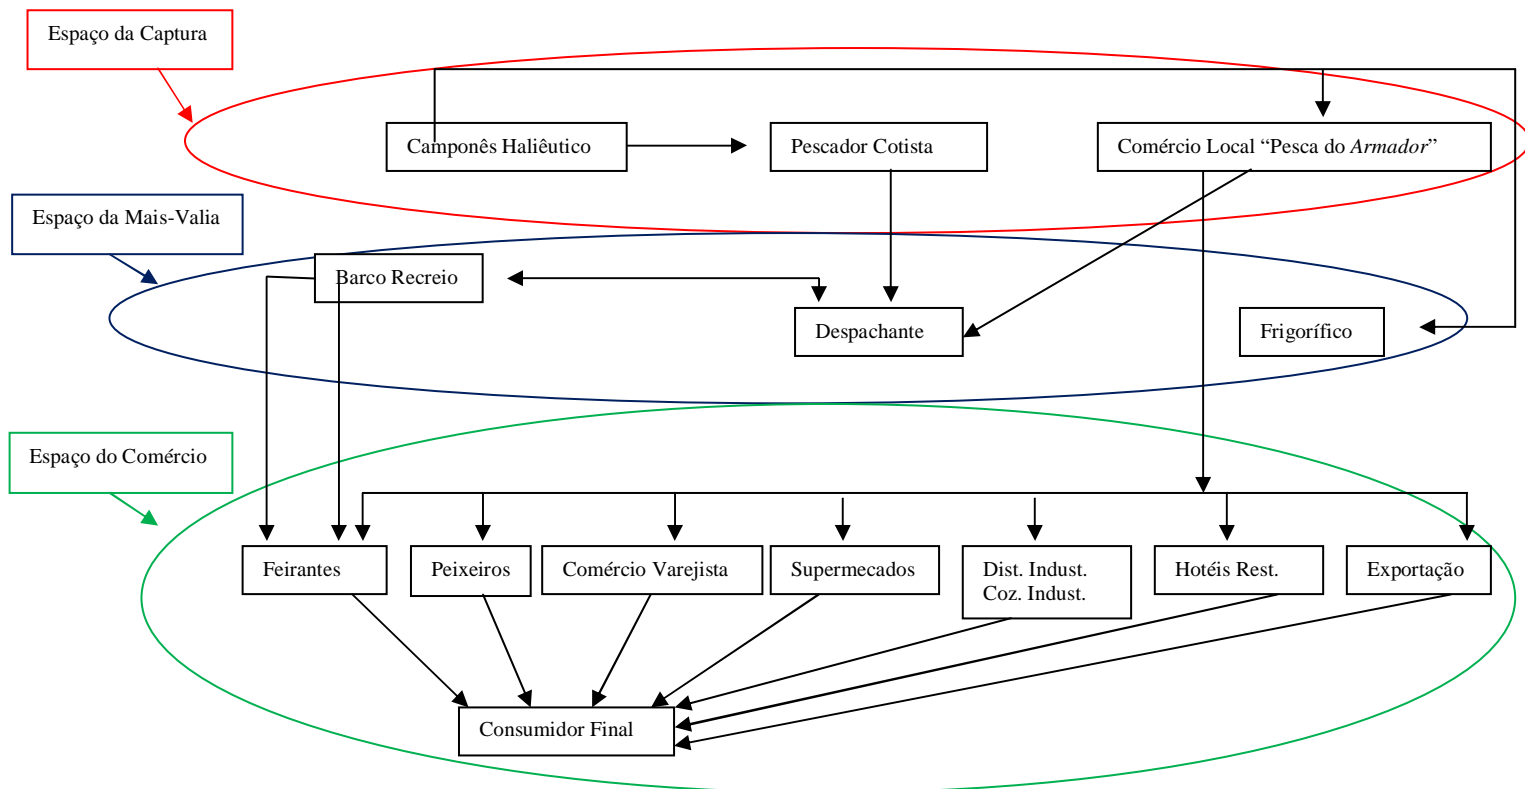 Espaço da Captura
Camponês Haliêutico
Pescador Cotista
Comércio Local “Pesca do Armador”
Espaço da Mais-Valia
Barco Recreio
Despachante
Frigorífico
Espaço do Comércio
Feirantes
Peixeiros
Comércio Varejista
Supermecados
Dist. Indust.
Coz. Indust.
Hotéis Rest.
Exportação
Consumidor Final